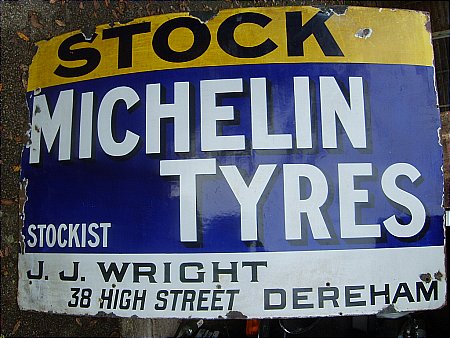 STOCK
MICHELIN
TYRES
STOCKIST
J. J. WRIGHT
38 HIGH STREET DEREHAM